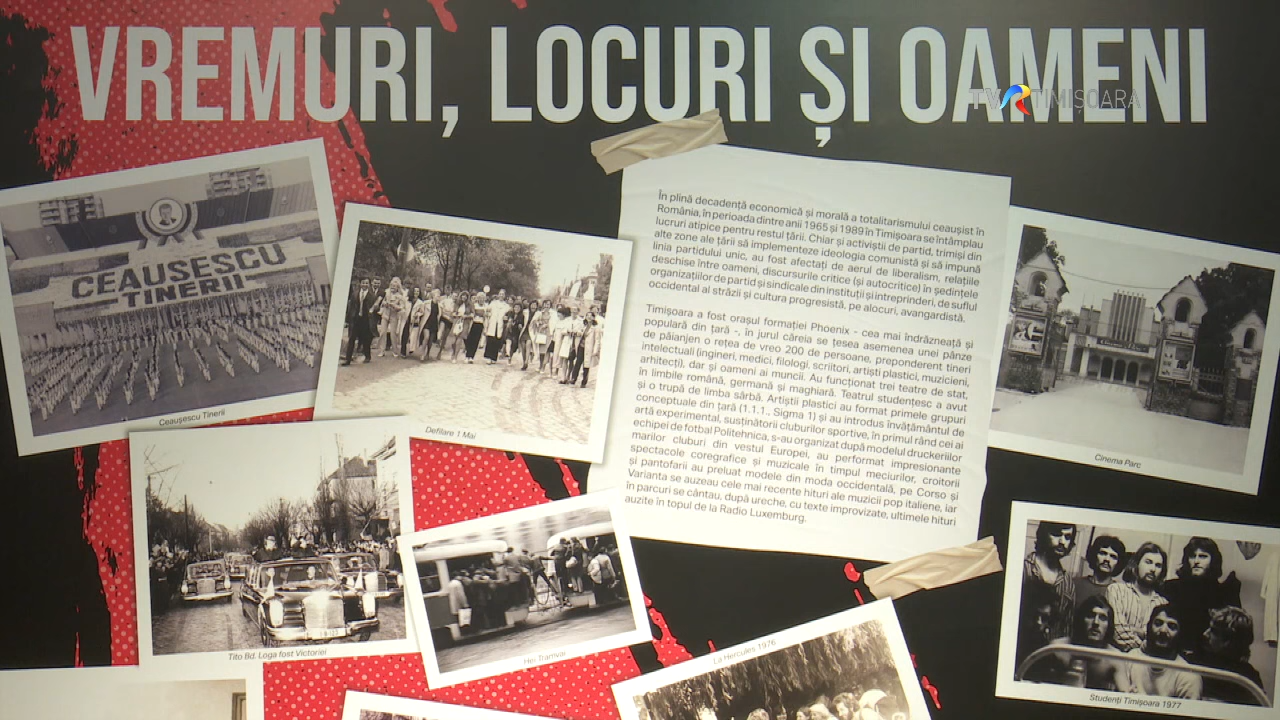 VREMURI, LOCURI ȘI OAMENI
TVR TIMIȘOARA
CEAUSESCU
TINERII
Ceaușescu Tinerii
Defilare 1 Mai
În plină decadență economică și morală a totalitarismului ceaușist în
România, în perioada dintre anii 1965 și 1989 în Timișoara se întâmplau
lucruri atipice pentru restul țării. Chiar și activiștii de partid, trimiși din
alte zone ale țării să implementeze ideologia comunistă și să impună
linia partidului unic, au fost afectați de aerul de liberalism, relațiile
deschise între oameni, discursurile critice (și autocritice) în ședințele
organizațiilor de partid și sindicale din instituții și intreprinderi, de suflul
occidental al străzii și cultura progresistă, pe alocuri, avangardistă.
Timișoara a fost orașul formației Phoenix - cea mai îndrăzneață și
populară din țară -, în jurul căreia se țesea asemenea unei pânze
de păianjen o rețea de vreo 200 de persoane, preponderent tineri
intelectuali (ingineri, medici, filologi, scriitori, artiști plastici, muzicieni,
arhitecți), dar și oameni ai muncii. Au funcționat trei teatre de stat,
în limbile română, germană și maghiară. Teatrul studențesc a avut
și o trupă de limba sârbă. Artiștii plastici au format primele grupuri
conceptuale din țară (1.1.1., Sigma 1) și au introdus învățământul de
artă experimental, susținătorii cluburilor sportive, în primul rând cei ai
echipei de fotbal Politehnica, s-au organizat după modelul druckeriilor
marilor cluburi din vestul Europei, au performat impresionante
spectacole coregrafice și muzicale în timpul meciurilor, croitorii
și pantofarii au preluat modele din moda occidentală, pe Corso și
Varianta se auzeau cele mai recente hituri ale muzicii pop italiene, iar
în parcuri se cântau, după ureche, cu texte improvizate, ultimele hituri
auzite în topul de la Radio Luxemburg.
Cinema Parc
Tito Bd. Loga fost Victoriei
Hei Tramvai
La Hercules 1976
Studenți Timișoara 1977